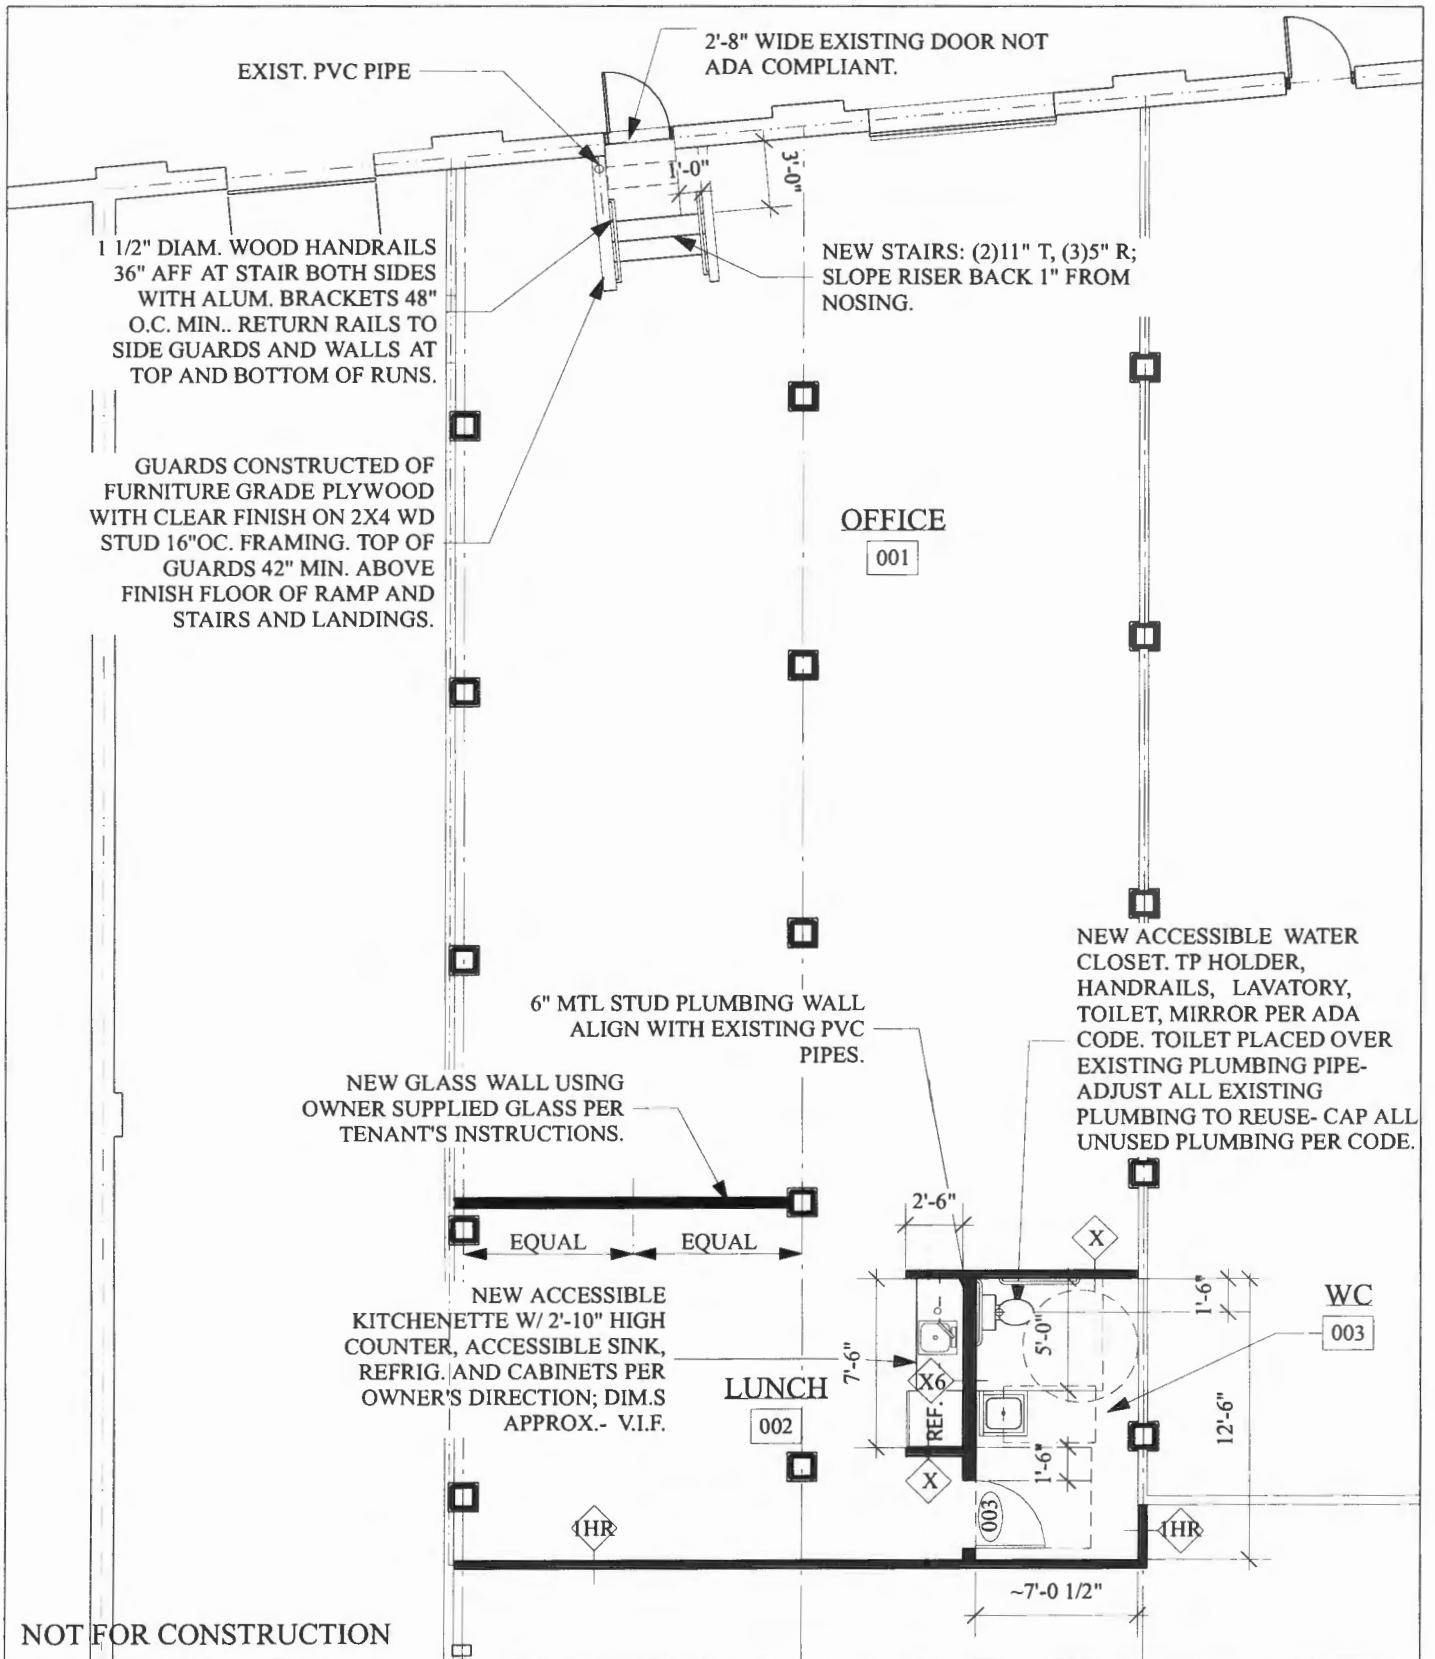 2'-8" WIDE EXISTING DOOR NOT
ADA COMPLIANT.
EXIST. PVC PIPE
1'-0"
3'-0"
1 1/2" DIAM. WOOD HANDRAILS
36" AFF AT STAIR BOTH SIDES
WITH ALUM. BRACKETS 48"
O.C. MIN.. RETURN RAILS TO
SIDE GUARDS AND WALLS AT
TOP AND BOTTOM OF RUNS.
NEW STAIRS: (2)11" T, (3)5" R;
SLOPE RISER BACK 1" FROM
NOSING.
GUARDS CONSTRUCTED OF
FURNITURE GRADE PLYWOOD
WITH CLEAR FINISH ON 2X4 WD
STUD 16"OC. FRAMING. TOP OF
GUARDS 42" MIN. ABOVE
FINISH FLOOR OF RAMP AND
STAIRS AND LANDINGS.
OFFICE
001
NEW ACCESSIBLE WATER
CLOSET. TP HOLDER,
HANDRAILS, LAVATORY,
TOILET, MIRROR PER ADA
CODE. TOILET PLACED OVER
EXISTING PLUMBING PIPE-
ADJUST ALL EXISTING
PLUMBING TO REUSE- CAP ALL
UNUSED PLUMBING PER CODE.
6" MTL STUD PLUMBING WALL
ALIGN WITH EXISTING PVC
PIPES.
NEW GLASS WALL USING
OWNER SUPPLIED GLASS PER
TENANT'S INSTRUCTIONS.
2'-6"
EQUAL
EQUAL
X
NEW ACCESSIBLE
KITCHENETTE W/ 2'-10" HIGH
COUNTER, ACCESSIBLE SINK,
REFRIG. AND CABINETS PER
OWNER'S DIRECTION; DIM.S
APPROX.- V.I.F.
7'-6"
5'-0"
1'-6"
WC
003
LUNCH
002
X6
REF.
12'-6"
X
1'-6"
003
1HR
1HR
~7'-0 1/2"
NOT FOR CONSTRUCTION